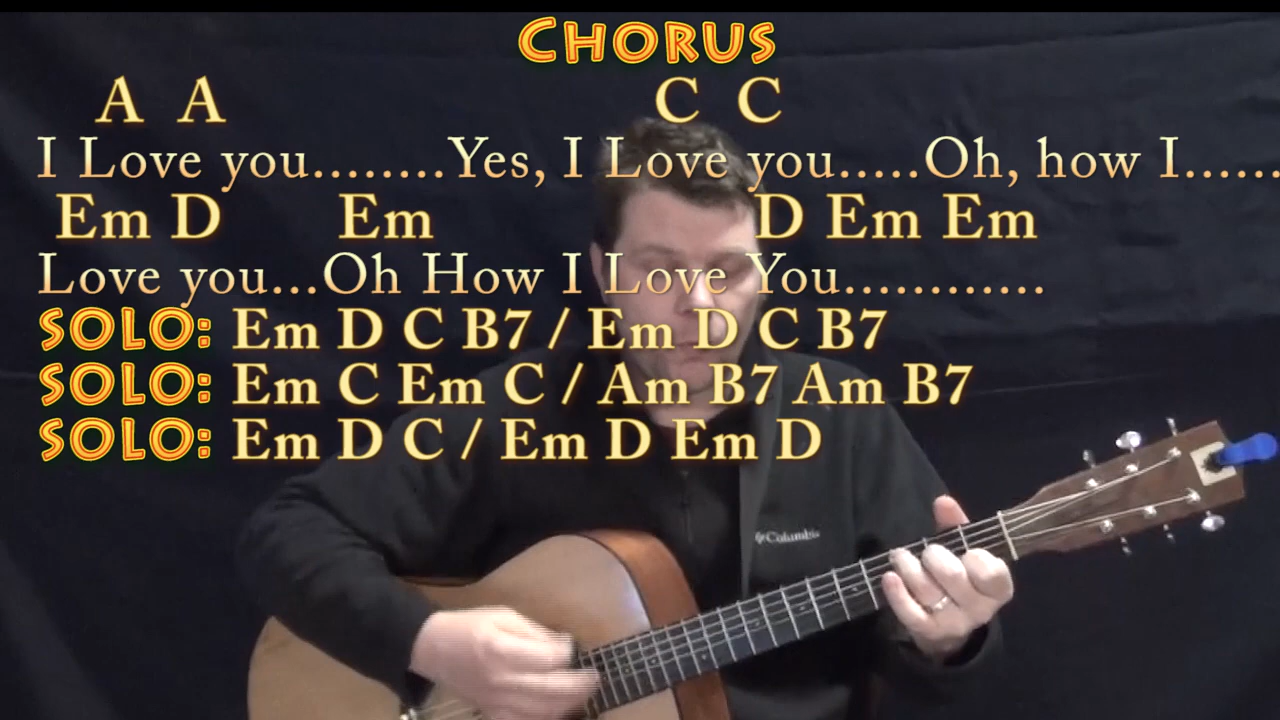 CHORUS
A A C C
I Love you........Yes, I Love you.....Oh, how I......
Em D Em D Em Em
Love you...Oh How I Love You............
SOLO: Em D C B7 / Em D C B7
SOLO: Em C Em C / Am B7 Am B7
SOLO: Em D C / Em D Em D
Columbia